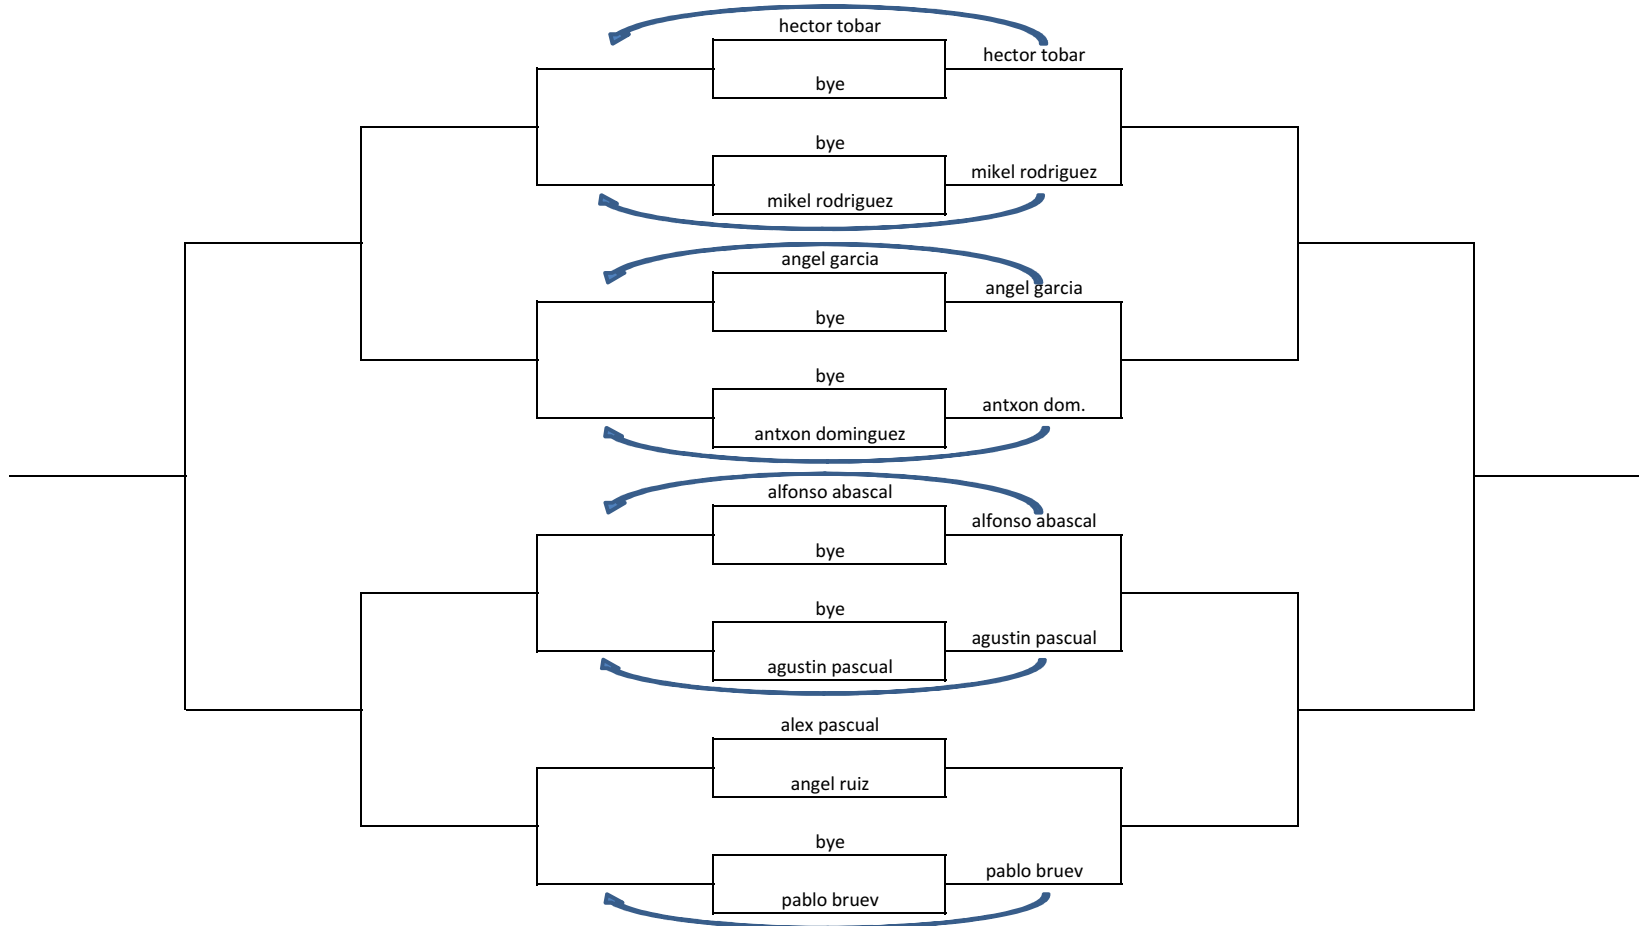 hector tobar
hector tobar
bye
bye
mikel rodriguez
mikel rodriguez
angel garcia
angel garcia
bye
bye
antxon dom.
antxon dominguez
alfonso abascal
alfonso abascal
bye
bye
agustin pascual
agustin pascual
alex pascual
angel ruiz
bye
pablo bruev
pablo bruev